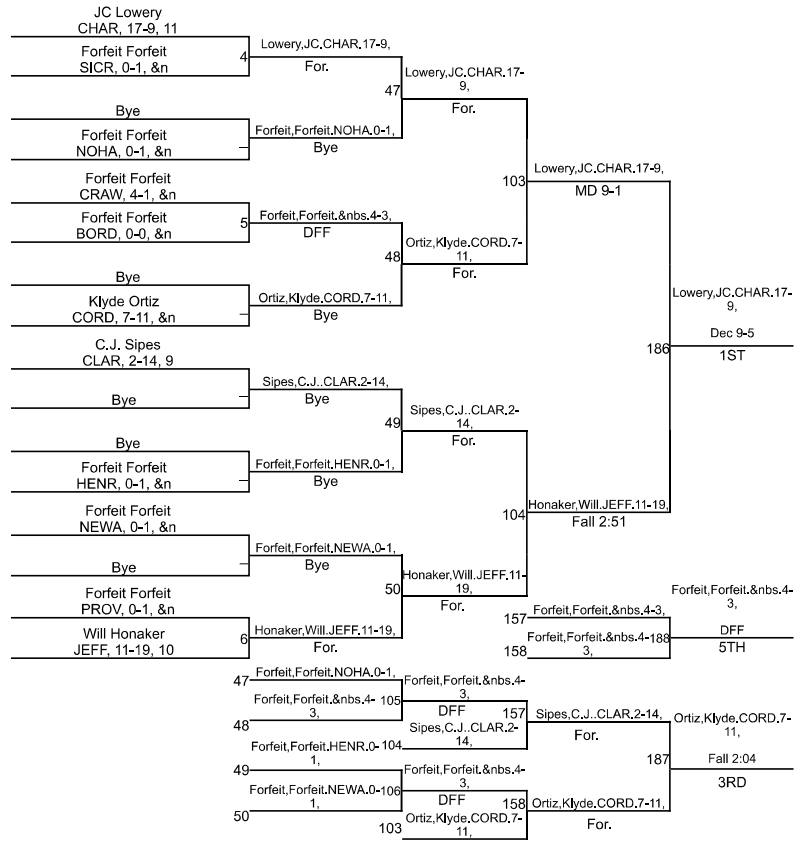 JC Lowery
CHAR, 17-9, 11
Forfeit Forfeit
SICR, 0-1, &n
4
Lowery,JC.CHAR.17-9,
For.
Bye
Forfeit Forfeit
NOHA, 0-1, &n
Forfeit,Forfeit.NOHA.0-1,
Bye
47
Lowery,JC.CHAR.17-
9,
For.
Forfeit Forfeit
CRAW, 4-1, &n
Forfeit Forfeit
BORD, 0-0, &n
5
Forfeit,Forfeit.&nbs.4-3,
DFF
Bye
Klyde Ortiz
CORD, 7-11, &n
Ortiz,Klyde.CORD.7-11,
Bye
48
Ortiz,Klyde.CORD.7-
11,
For.
103
Lowery,JC.CHAR.17-9,
MD 9-1
C.J. Sipes
CLAR, 2-14, 9
Bye
Sipes,C.J..CLAR.2-14,
Bye
Bye
Forfeit Forfeit
HENR, 0-1, &n
Forfeit,Forfeit.HENR.0-1,
Bye
49
Sipes,C.J..CLAR.2-
14,
For.
Forfeit Forfeit
NEWA, 0-1, &n
Bye
Forfeit,Forfeit.NEWA.0-1,
Bye
Forfeit Forfeit
PROV, 0-1, &n
Will Honaker
JEFF, 11-19, 10
6
Honaker,Will.JEFF.11-19,
For.
50
Honaker,Will.JEFF.11-
19,
For.
104
Honaker,Will.JEFF.11-19,
Fall 2:51
186
Lowery,JC.CHAR.17-
9,
Dec 9-5
1ST
157
Forfeit,Forfeit.&nbs.4-3,
158
Forfeit,Forfeit.&nbs.4-
3,
188
Forfeit,Forfeit.&nbs.4-
3,
DFF
5TH
47
Forfeit,Forfeit.NOHA.0-1,
48
Forfeit,Forfeit.&nbs.4-
3,
105
Forfeit,Forfeit.&nbs.4-
3,
DFF
104
Sipes,C.J..CLAR.2-
14,
157
Sipes,C.J..CLAR.2-14,
For.
49
Forfeit,Forfeit.HENR.0-
1,
50
Forfeit,Forfeit.NEWA.0-
1,
106
Forfeit,Forfeit.&nbs.4-
3,
DFF
103
Ortiz,Klyde.CORD.7-
11,
158
Ortiz,Klyde.CORD.7-11,
For.
187
Ortiz,Klyde.CORD.7-
11,
Fall 2:04
3RD